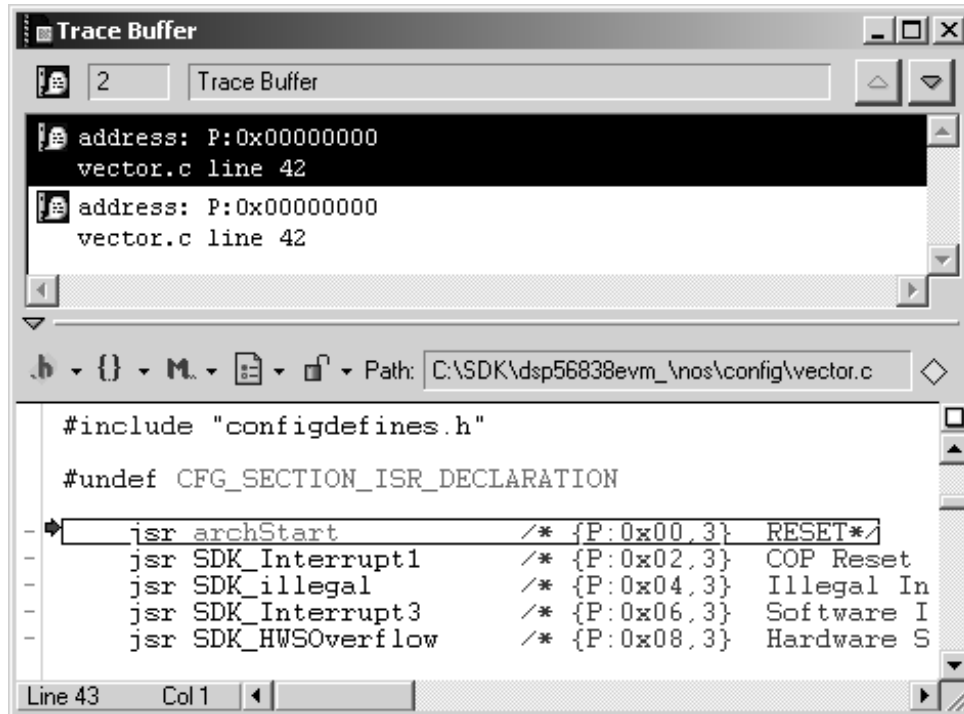 Trace Buffer
2 Trace Buffer
address: P:0x00000000
vector.c line 42
address: P:0x00000000
vector.c line 42
.h {} M.. Path: C:\SDK\dsp56838evm_\nos\config\vector.c
#include "configdefines.h"
#undef CFG_SECTION_ISR_DECLARATION
jsr archStart /* {P:0x00,3} RESET*/
jsr SDK_Interrupt1 /* {P:0x02,3} COP Reset
jsr SDK_illegal /* {P:0x04,3} Illegal In
jsr SDK_Interrupt3 /* {P:0x06,3} Software I
jsr SDK_HWSOverflow /* {P:0x08,3} Hardware S
Line 43 Col 1